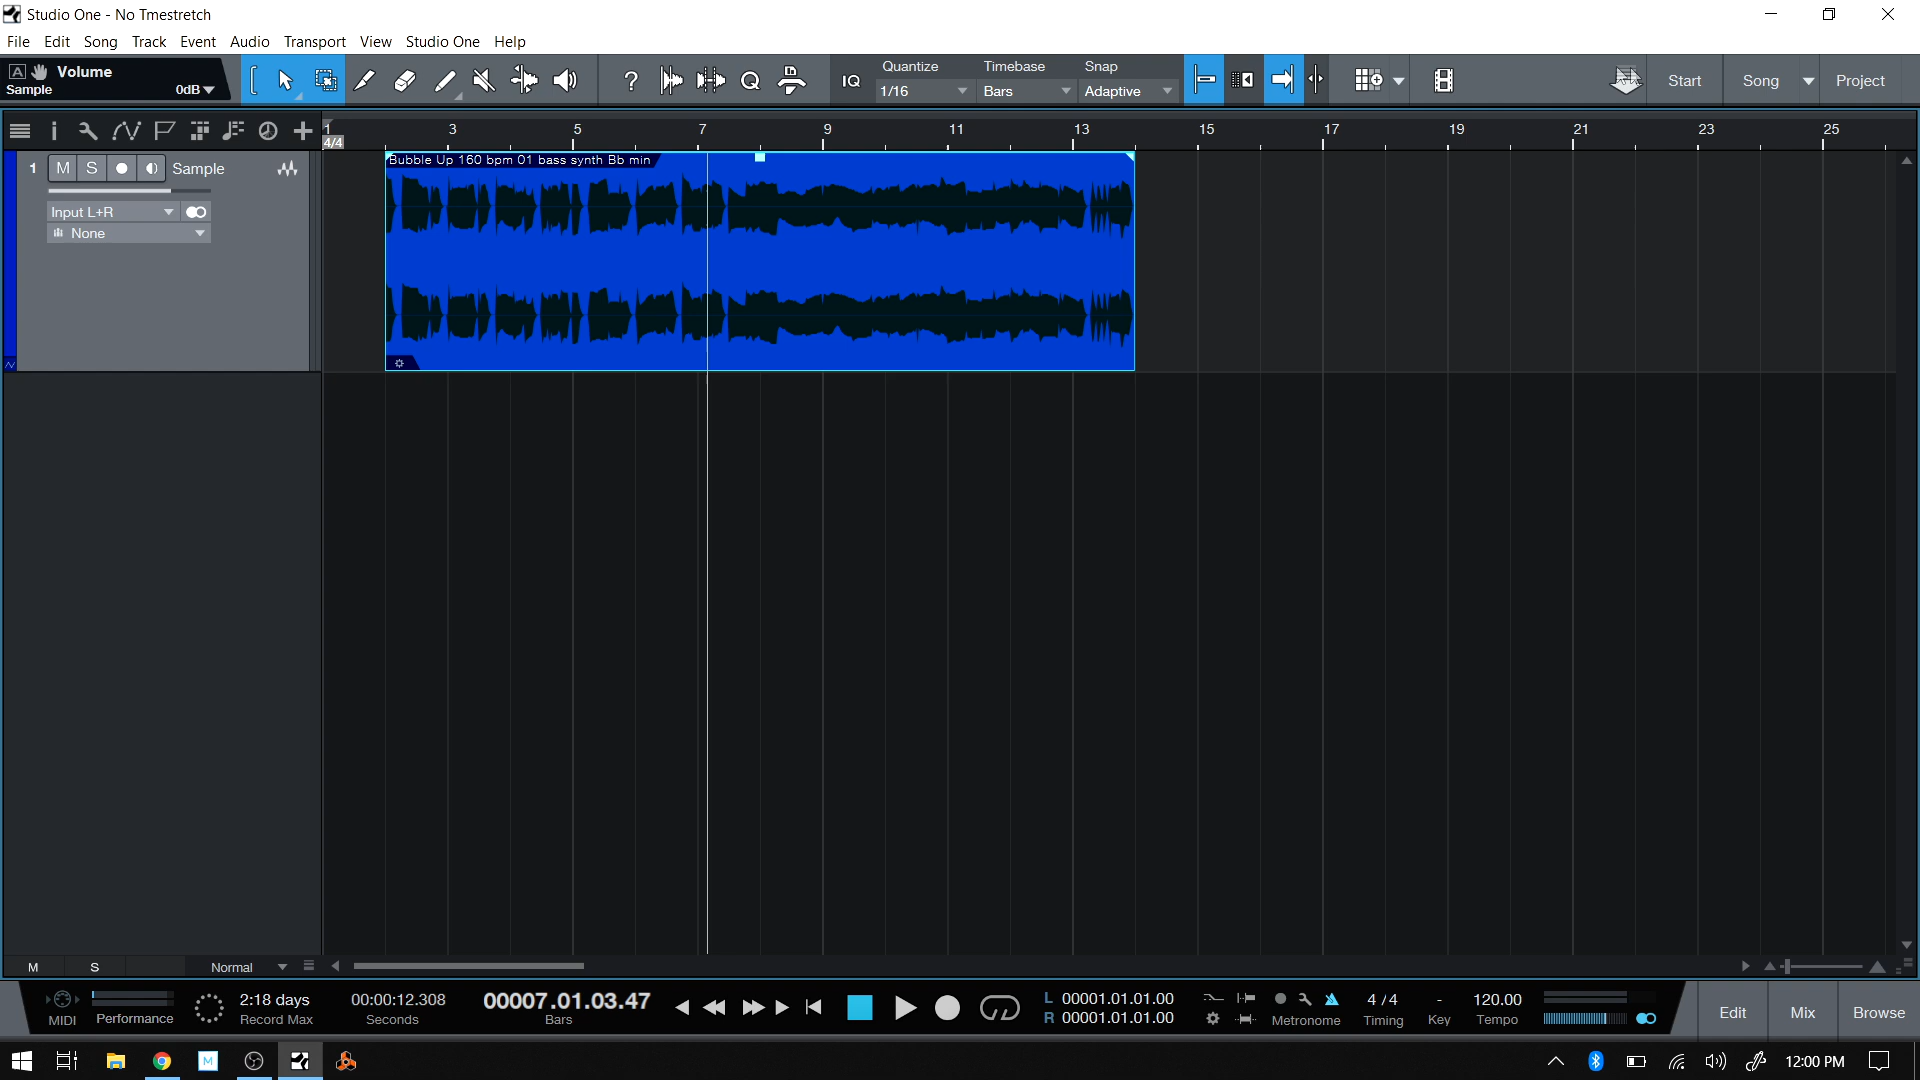 Studio One - No Tmestretch
File Edit Song Track Event Audio Transport View Studio One Help
A Volume
Sample 0dB
? Q IQ
Quantize Timebase Snap
1/16 Bars Adaptive
Start Song Project
1 3 5 7 9 11 13 15 17 19 21 23 25
4/4
1 M S Sample
Input L+R
None
Bubble Up 160 bpm 01 bass synth Bb min
M S Normal
MIDI
Performance
2:18 days
Record Max
00:00:12.308
Seconds
00007.01.03.47
Bars
L 00001.01.01.00
R 00001.01.01.00
Metronome
4 / 4
Timing
-
Key
120.00
Tempo
Edit Mix Browse
M
12:00 PM